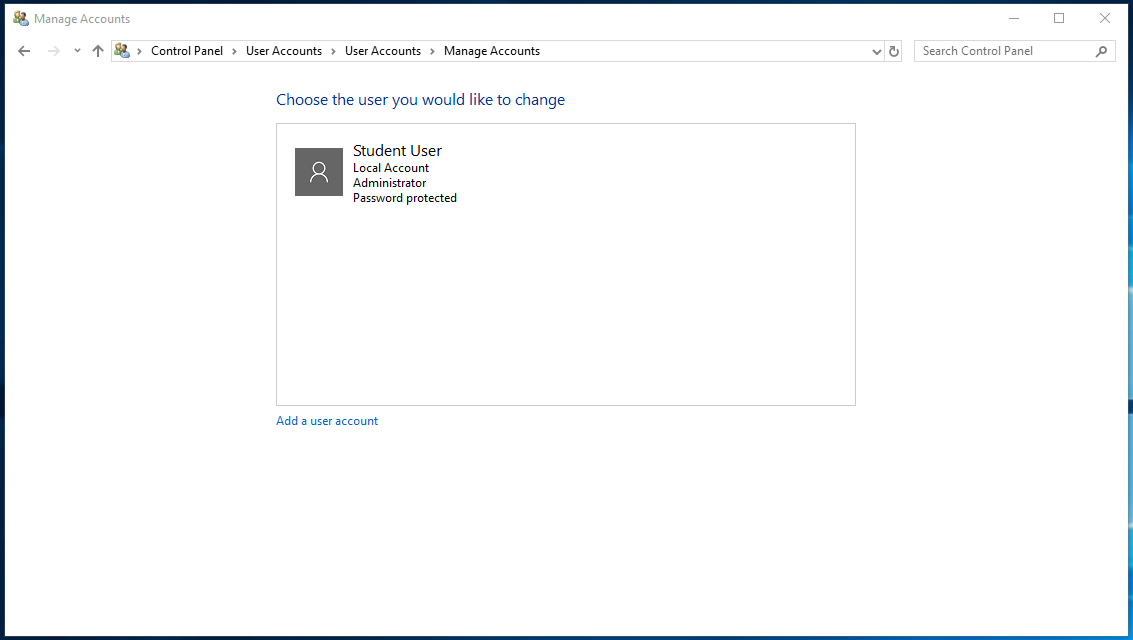 Manage Accounts
Control Panel > User Accounts > User Accounts > Manage Accounts
Search Control Panel
Choose the user you would like to change
Student User
Local Account
Administrator
Password protected
Add a user account